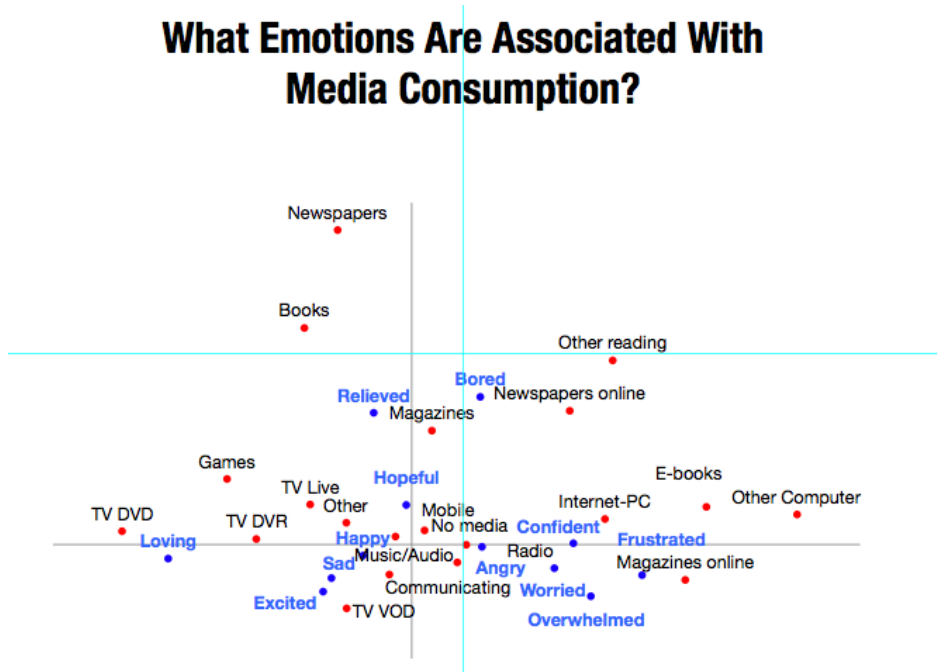 What Emotions Are Associated With
Media Consumption?
Newspapers
Books
Other reading
Bored
Relieved
Newspapers online
Magazines
Games
Hopeful
E-books
TV Live
Other Computer
Internet-PC
Other
TV DVD
Mobile
TV DVR
No media
Confident
Happy
Frustrated
Loving
Radio
Music/Audio
Sad
Magazines online
Angry
Communicating
Worried
Excited
TV VOD
Overwhelmed